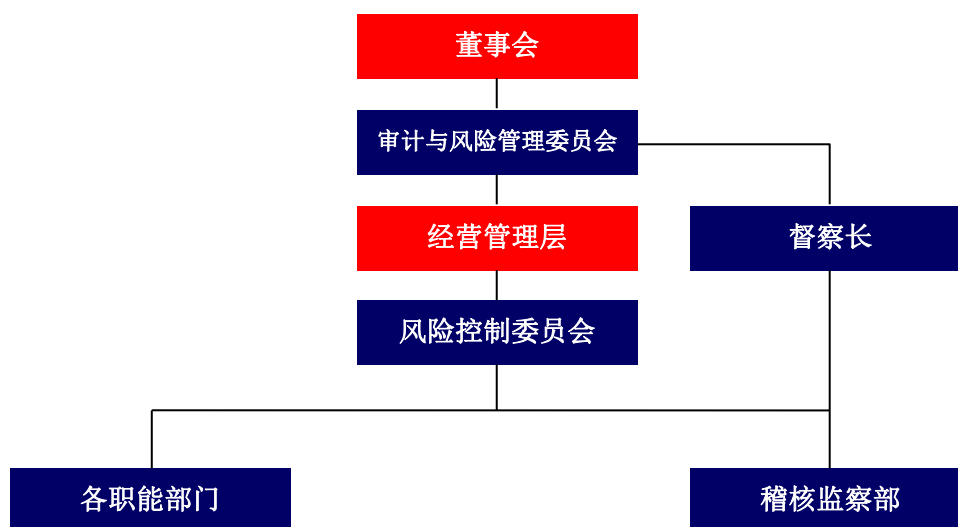 董事会
审计与风险管理委员会
经营管理层
督察长
风险控制委员会
各职能部门
稽核监察部